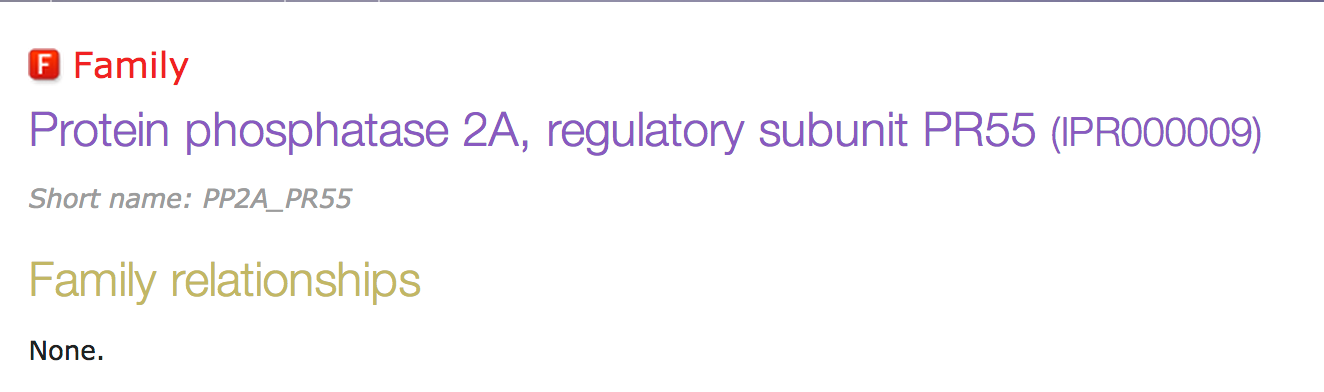 F Family
Protein phosphatase 2A, regulatory subunit PR55 (IPR000009)
Short name: PP2A_PR55
Family relationships
None.